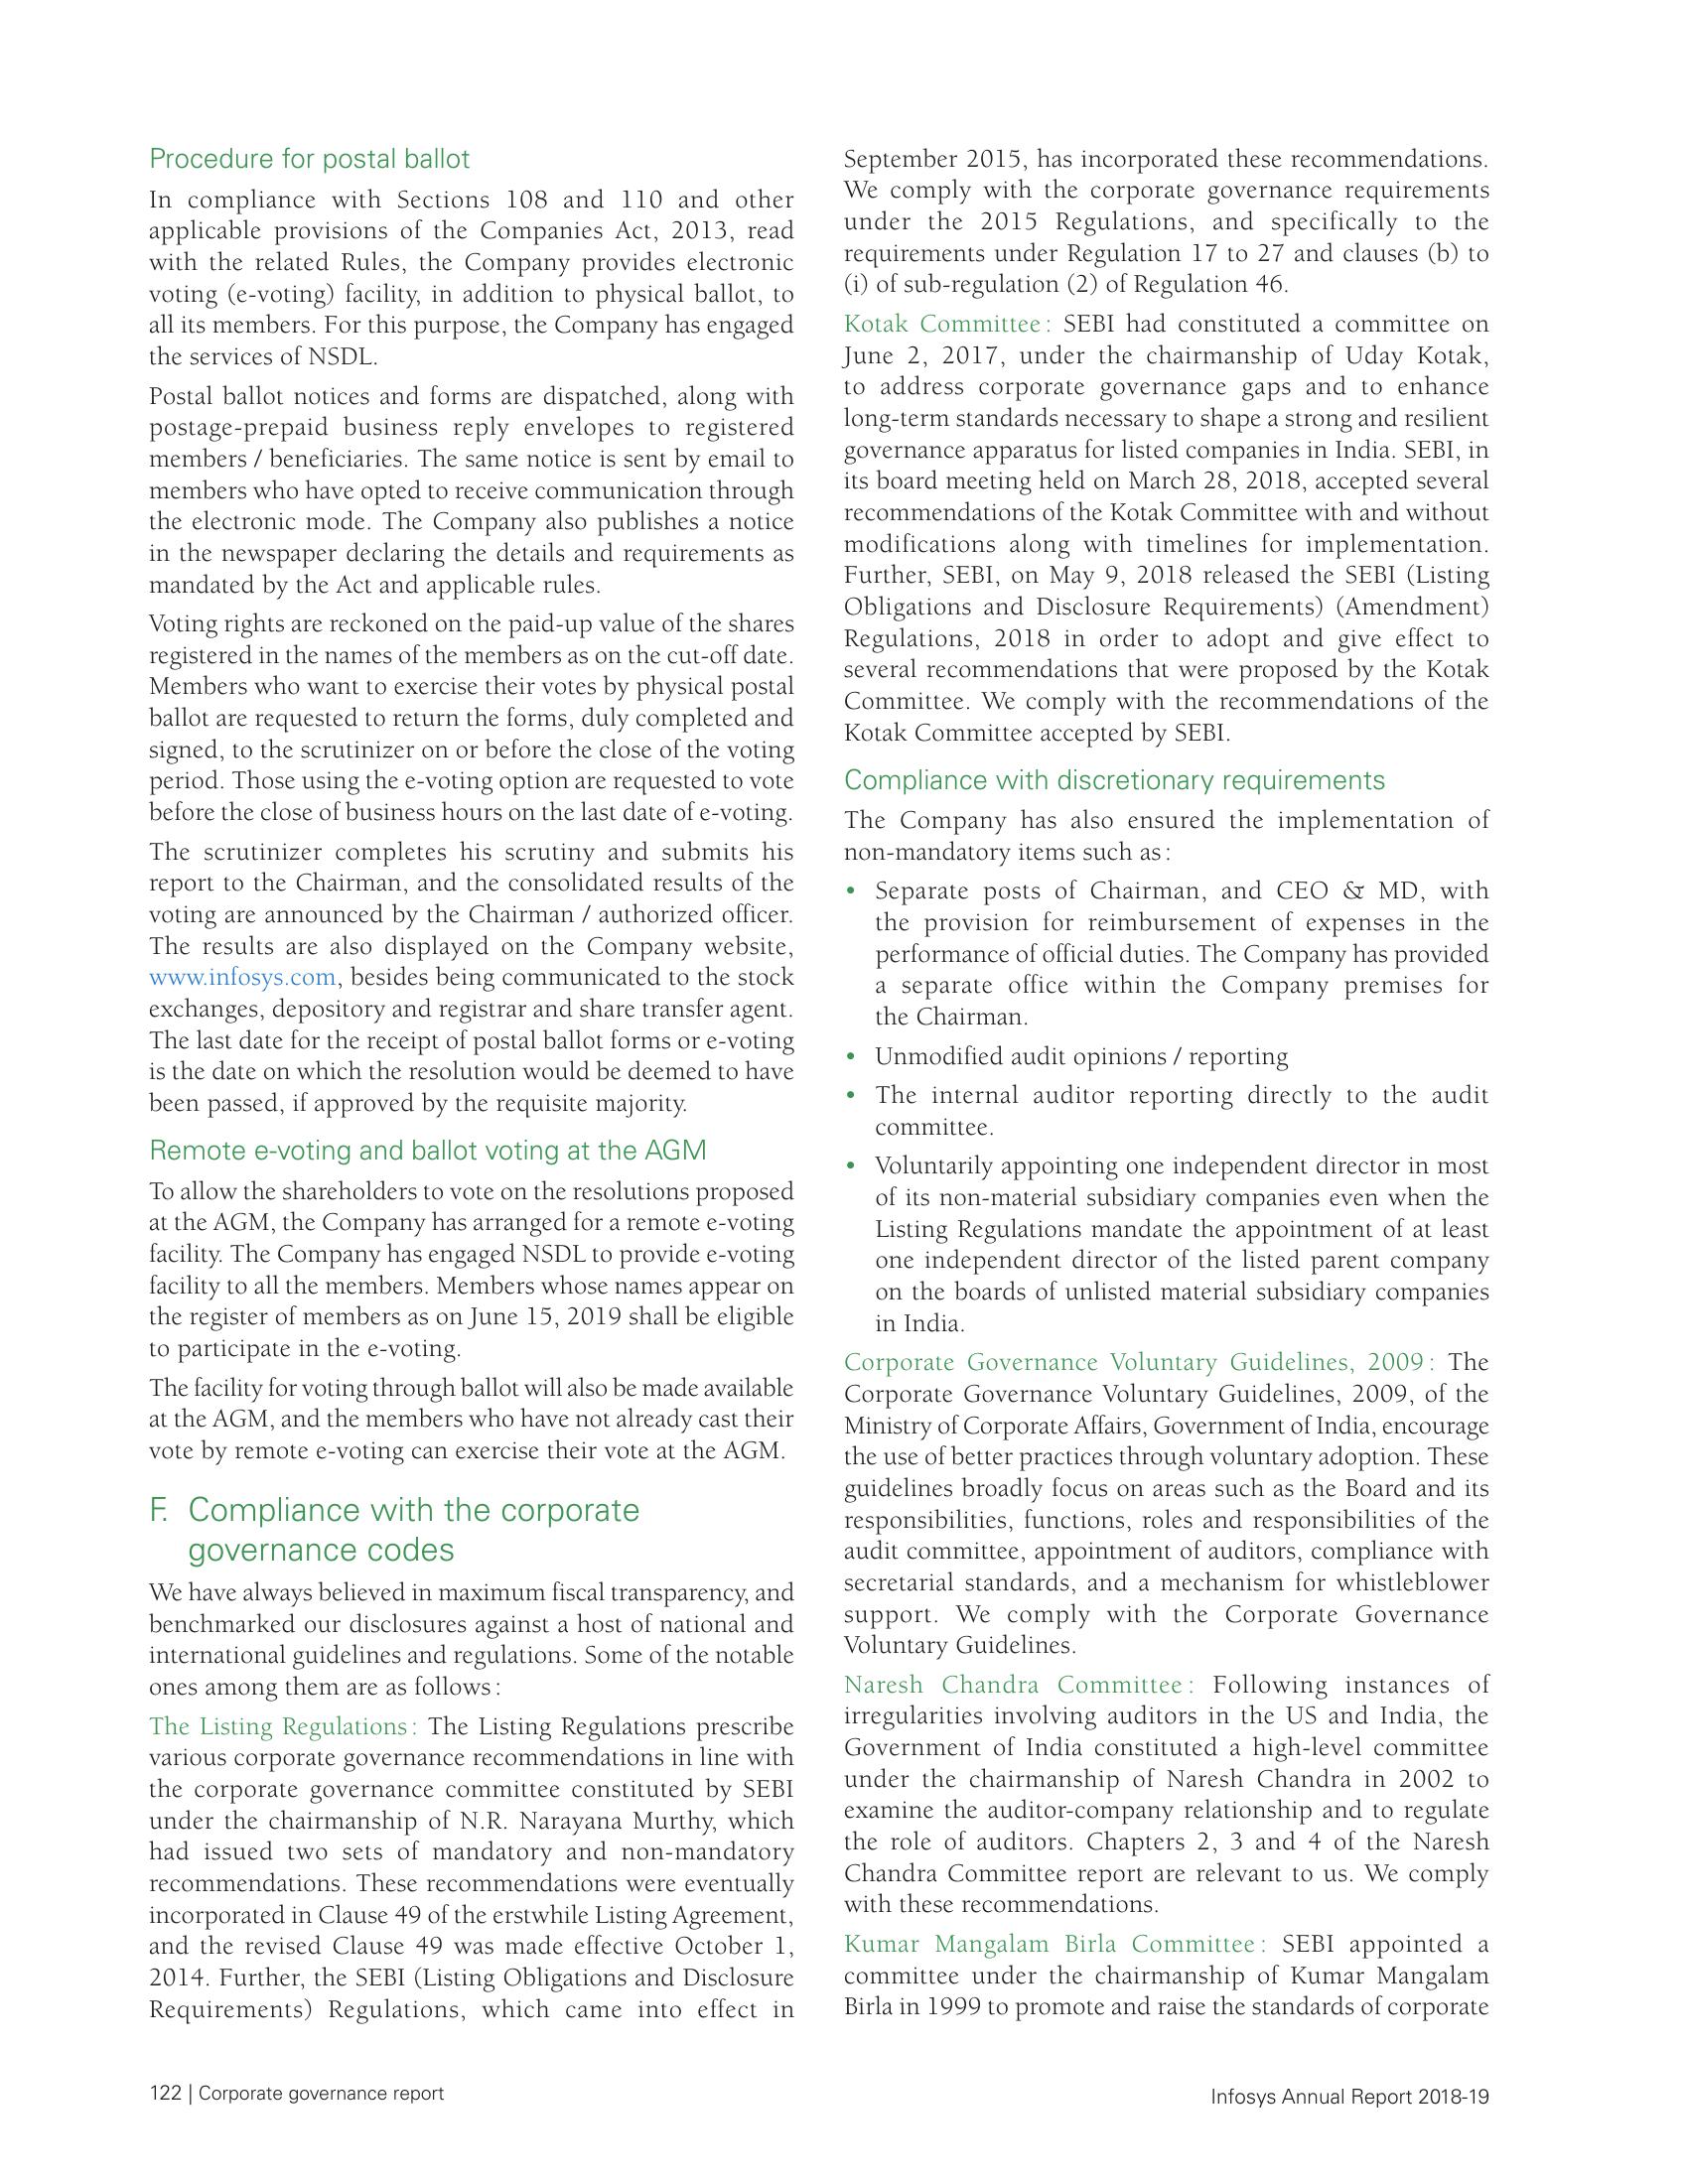 Procedure for postal ballot
In compliance with Sections 108 and 110 and other
applicable provisions of the Companies Act, 2013, read
with the related Rules, the Company provides electronic
voting (e-voting) facility, in addition to physical ballot, to
all its members. For this purpose, the Company has engaged
the services of NSDL.
Postal ballot notices and forms are dispatched, along with
postage-prepaid business reply envelopes to registered
members / beneficiaries. The same notice is sent by email to
members who have opted to receive communication through
the electronic mode. The Company also publishes a notice
in the newspaper declaring the details and requirements as
mandated by the Act and applicable rules.
Voting rights are reckoned on the paid-up value of the shares
registered in the names of the members as on the cut-off date.
Members who want to exercise their votes by physical postal
ballot are requested to return the forms, duly completed and
signed, to the scrutinizer on or before the close of the voting
period. Those using the e-voting option are requested to vote
before the close of business hours on the last date of e-voting.
The scrutinizer completes his scrutiny and submits his
report to the Chairman, and the consolidated results of the
voting are announced by the Chairman / authorized officer.
The results are also displayed on the Company website,
www.infosys.com, besides being communicated to the stock
exchanges, depository and registrar and share transfer agent.
The last date for the receipt of postal ballot forms or e-voting
is the date on which the resolution would be deemed to have
been passed, if approved by the requisite majority.
Remote e-voting and ballot voting at the AGM
To allow the shareholders to vote on the resolutions proposed
at the AGM, the Company has arranged for a remote e-voting
facility. The Company has engaged NSDL to provide e-voting
facility to all the members. Members whose names appear on
the register of members as on June 15, 2019 shall be eligible
to participate in the e-voting.
The facility for voting through ballot will also be made available
at the AGM, and the members who have not already cast their
vote by remote e-voting can exercise their vote at the AGM.
F. Compliance with the corporate
governance codes
We have always believed in maximum fiscal transparency, and
benchmarked our disclosures against a host of national and
international guidelines and regulations. Some of the notable
ones among them are as follows:
The Listing Regulations: The Listing Regulations prescribe
various corporate governance recommendations in line with
the corporate governance committee constituted by SEBI
under the chairmanship of N.R. Narayana Murthy, which
had issued two sets of mandatory and non-mandatory
recommendations. These recommendations were eventually
incorporated in Clause 49 of the erstwhile Listing Agreement,
and the revised Clause 49 was made effective October 1,
2014. Further, the SEBI (Listing Obligations and Disclosure
Requirements) Regulations, which came into effect in
September 2015, has incorporated these recommendations.
We comply with the corporate governance requirements
under the 2015 Regulations, and specifically to the
requirements under Regulation 17 to 27 and clauses (b) to
(i) of sub-regulation (2) of Regulation 46.
Kotak Committee: SEBI had constituted a committee on
June 2, 2017, under the chairmanship of Uday Kotak,
to address corporate governance gaps and to enhance
long-term standards necessary to shape a strong and resilient
governance apparatus for listed companies in India. SEBI, in
its board meeting held on March 28, 2018, accepted several
recommendations of the Kotak Committee with and without
modifications along with timelines for implementation.
Further, SEBI, on May 9, 2018 released the SEBI (Listing
Obligations and Disclosure Requirements) (Amendment)
Regulations, 2018 in order to adopt and give effect to
several recommendations that were proposed by the Kotak
Committee. We comply with the recommendations of the
Kotak Committee accepted by SEBI.
Compliance with discretionary requirements
The Company has also ensured the implementation of
non-mandatory items such as:
• Separate posts of Chairman, and CEO & MD, with
the provision for reimbursement of expenses in the
performance of official duties. The Company has provided
a separate office within the Company premises for
the Chairman.
• Unmodified audit opinions / reporting
• The internal auditor reporting directly to the audit
committee.
• Voluntarily appointing one independent director in most
of its non-material subsidiary companies even when the
Listing Regulations mandate the appointment of at least
one independent director of the listed parent company
on the boards of unlisted material subsidiary companies
in India.
Corporate Governance Voluntary Guidelines, 2009: The
Corporate Governance Voluntary Guidelines, 2009, of the
Ministry of Corporate Affairs, Government of India, encourage
the use of better practices through voluntary adoption. These
guidelines broadly focus on areas such as the Board and its
responsibilities, functions, roles and responsibilities of the
audit committee, appointment of auditors, compliance with
secretarial standards, and a mechanism for whistleblower
support. We comply with the Corporate Governance
Voluntary Guidelines.
Naresh Chandra Committee: Following instances of
irregularities involving auditors in the US and India, the
Government of India constituted a high-level committee
under the chairmanship of Naresh Chandra in 2002 to
examine the auditor-company relationship and to regulate
the role of auditors. Chapters 2, 3 and 4 of the Naresh
Chandra Committee report are relevant to us. We comply
with these recommendations.
Kumar Mangalam Birla Committee: SEBI appointed a
committee under the chairmanship of Kumar Mangalam
Birla in 1999 to promote and raise the standards of corporate
122 | Corporate governance report
Infosys Annual Report 2018-19